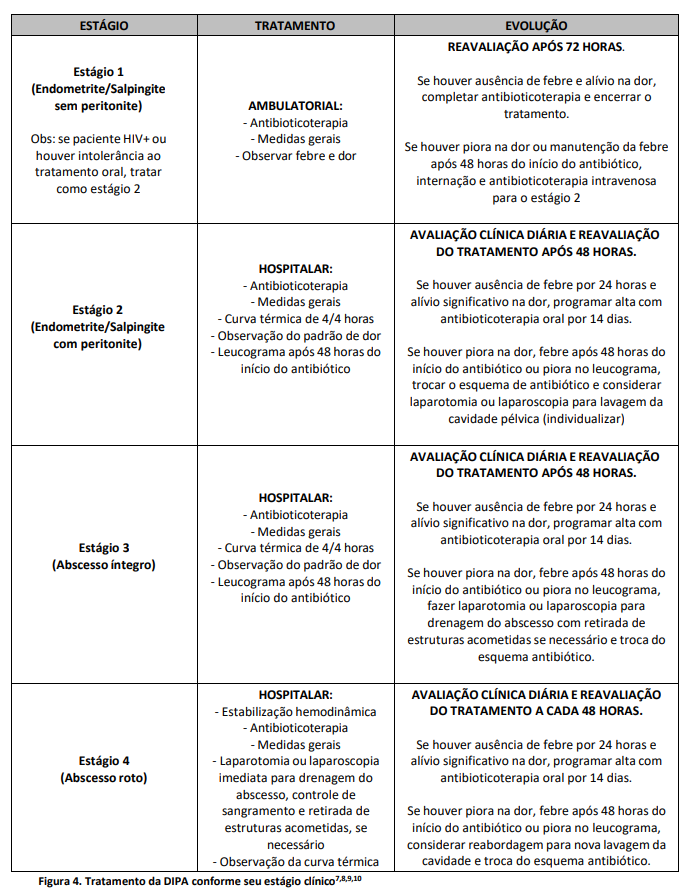 ESTÁGIO
TRATAMENTO
EVOLUÇÃO
Estágio 1
(Endometrite/Salpingite
sem peritonite)
Obs: se paciente HIV+ ou
houver intolerância ao
tratamento oral, tratar
como estágio 2
AMBULATORIAL:
- Antibioticoterapia
- Medidas gerais
- Observar febre e dor
REAVALIAÇÃO APÓS 72 HORAS.
Se houver ausência de febre e alívio na dor,
completar antibioticoterapia e encerrar o
tratamento.
Se houver piora na dor ou manutenção da febre
após 48 horas do início do antibiótico,
internação e antibioticoterapia intravenosa
para o estágio 2
Estágio 2
(Endometrite/Salpingite
com peritonite)
HOSPITALAR:
- Antibioticoterapia
- Medidas gerais
- Curva térmica de 4/4 horas
- Observação do padrão de dor
- Leucograma após 48 horas do
início do antibiótico
AVALIAÇÃO CLÍNICA DIÁRIA E REAVALIAÇÃO
DO TRATAMENTO APÓS 48 HORAS.
Se houver ausência de febre por 24 horas e
alívio significativo na dor, programar alta com
antibioticoterapia oral por 14 dias.
Se houver piora na dor, febre após 48 horas do
início do antibiótico ou piora no leucograma,
trocar o esquema de antibiótico e considerar
laparotomia ou laparoscopia para lavagem da
cavidade pélvica (individualizar)
Estágio 3
(Abscesso íntegro)
HOSPITALAR:
- Antibioticoterapia
- Medidas gerais
- Curva térmica de 4/4 horas
- Observação do padrão de dor
- Leucograma após 48 horas do
início do antibiótico
AVALIAÇÃO CLÍNICA DIÁRIA E REAVALIAÇÃO
DO TRATAMENTO APÓS 48 HORAS.
Se houver ausência de febre por 24 horas e
alívio significativo na dor, programar alta com
antibioticoterapia oral por 14 dias.
Se houver piora na dor, febre após 48 horas do
início do antibiótico ou piora no leucograma,
fazer laparotomia ou laparoscopia para
drenagem do abscesso com retirada de
estruturas acometidas se necessário e troca do
esquema antibiótico.
Estágio 4
(Abscesso roto)
HOSPITALAR:
- Estabilização hemodinâmica
- Antibioticoterapia
- Medidas gerais
- Laparotomia ou laparoscopia
imediata para drenagem do
abscesso, controle de
sangramento e retirada de
estruturas acometidas, se
necessário
- Observação da curva térmica
AVALIAÇÃO CLÍNICA DIÁRIA E REAVALIAÇÃO
DO TRATAMENTO A CADA 48 HORAS.
Se houver ausência de febre por 24 horas e
alívio significativo na dor, programar alta com
antibioticoterapia oral por 14 dias.
Se houver piora na dor, febre após 48 horas do
início do antibiótico ou piora no leucograma,
considerar reabordagem para nova lavagem da
cavidade e troca do esquema antibiótico.
Figura 4. Tratamento da DIPA conforme seu estágio clínico7,8,9,10